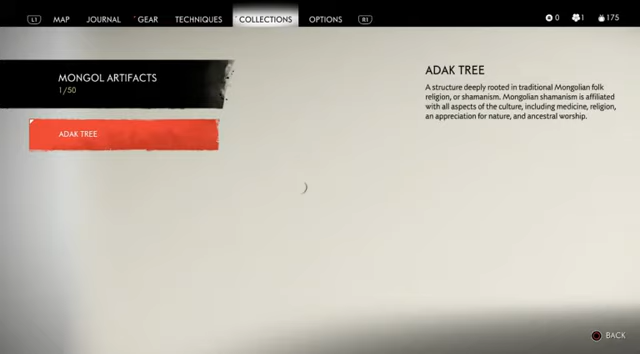 L1 MAP JOURNAL GEAR TECHNIQUES COLLECTIONS OPTIONS R1 0 1 175
MONGOL ARTIFACTS
1/50
ADAK TREE
ADAK TREE
A structure deeply rooted in traditional Mongolian folk
religion, or shamanism. Mongolian shamanism is affiliated
with all aspects of the culture, including medicine, religion,
an appreciation for nature, and ancestral worship.
BACK